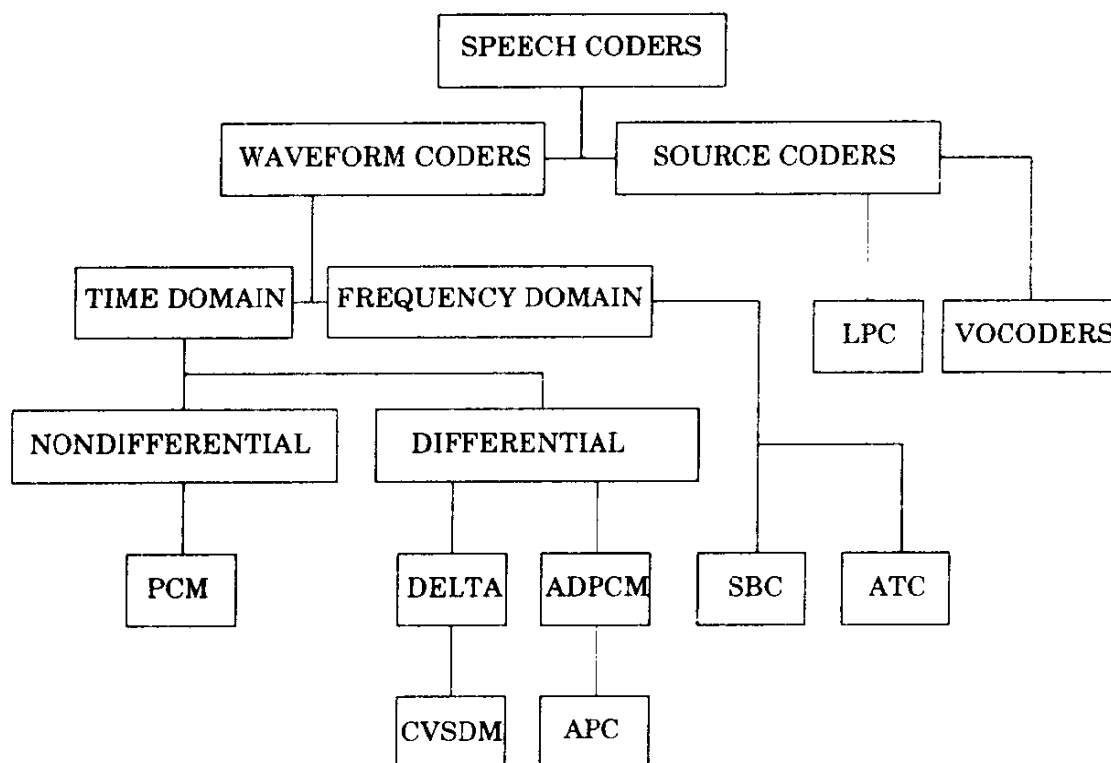 SPEECH CODERS
WAVEFORM CODERS
SOURCE CODERS
TIME DOMAIN
FREQUENCY DOMAIN
LPC
VOCODERS
NONDIFFERENTIAL
DIFFERENTIAL
PCM
DELTA
ADPCM
SBC
ATC
CVSDM
APC